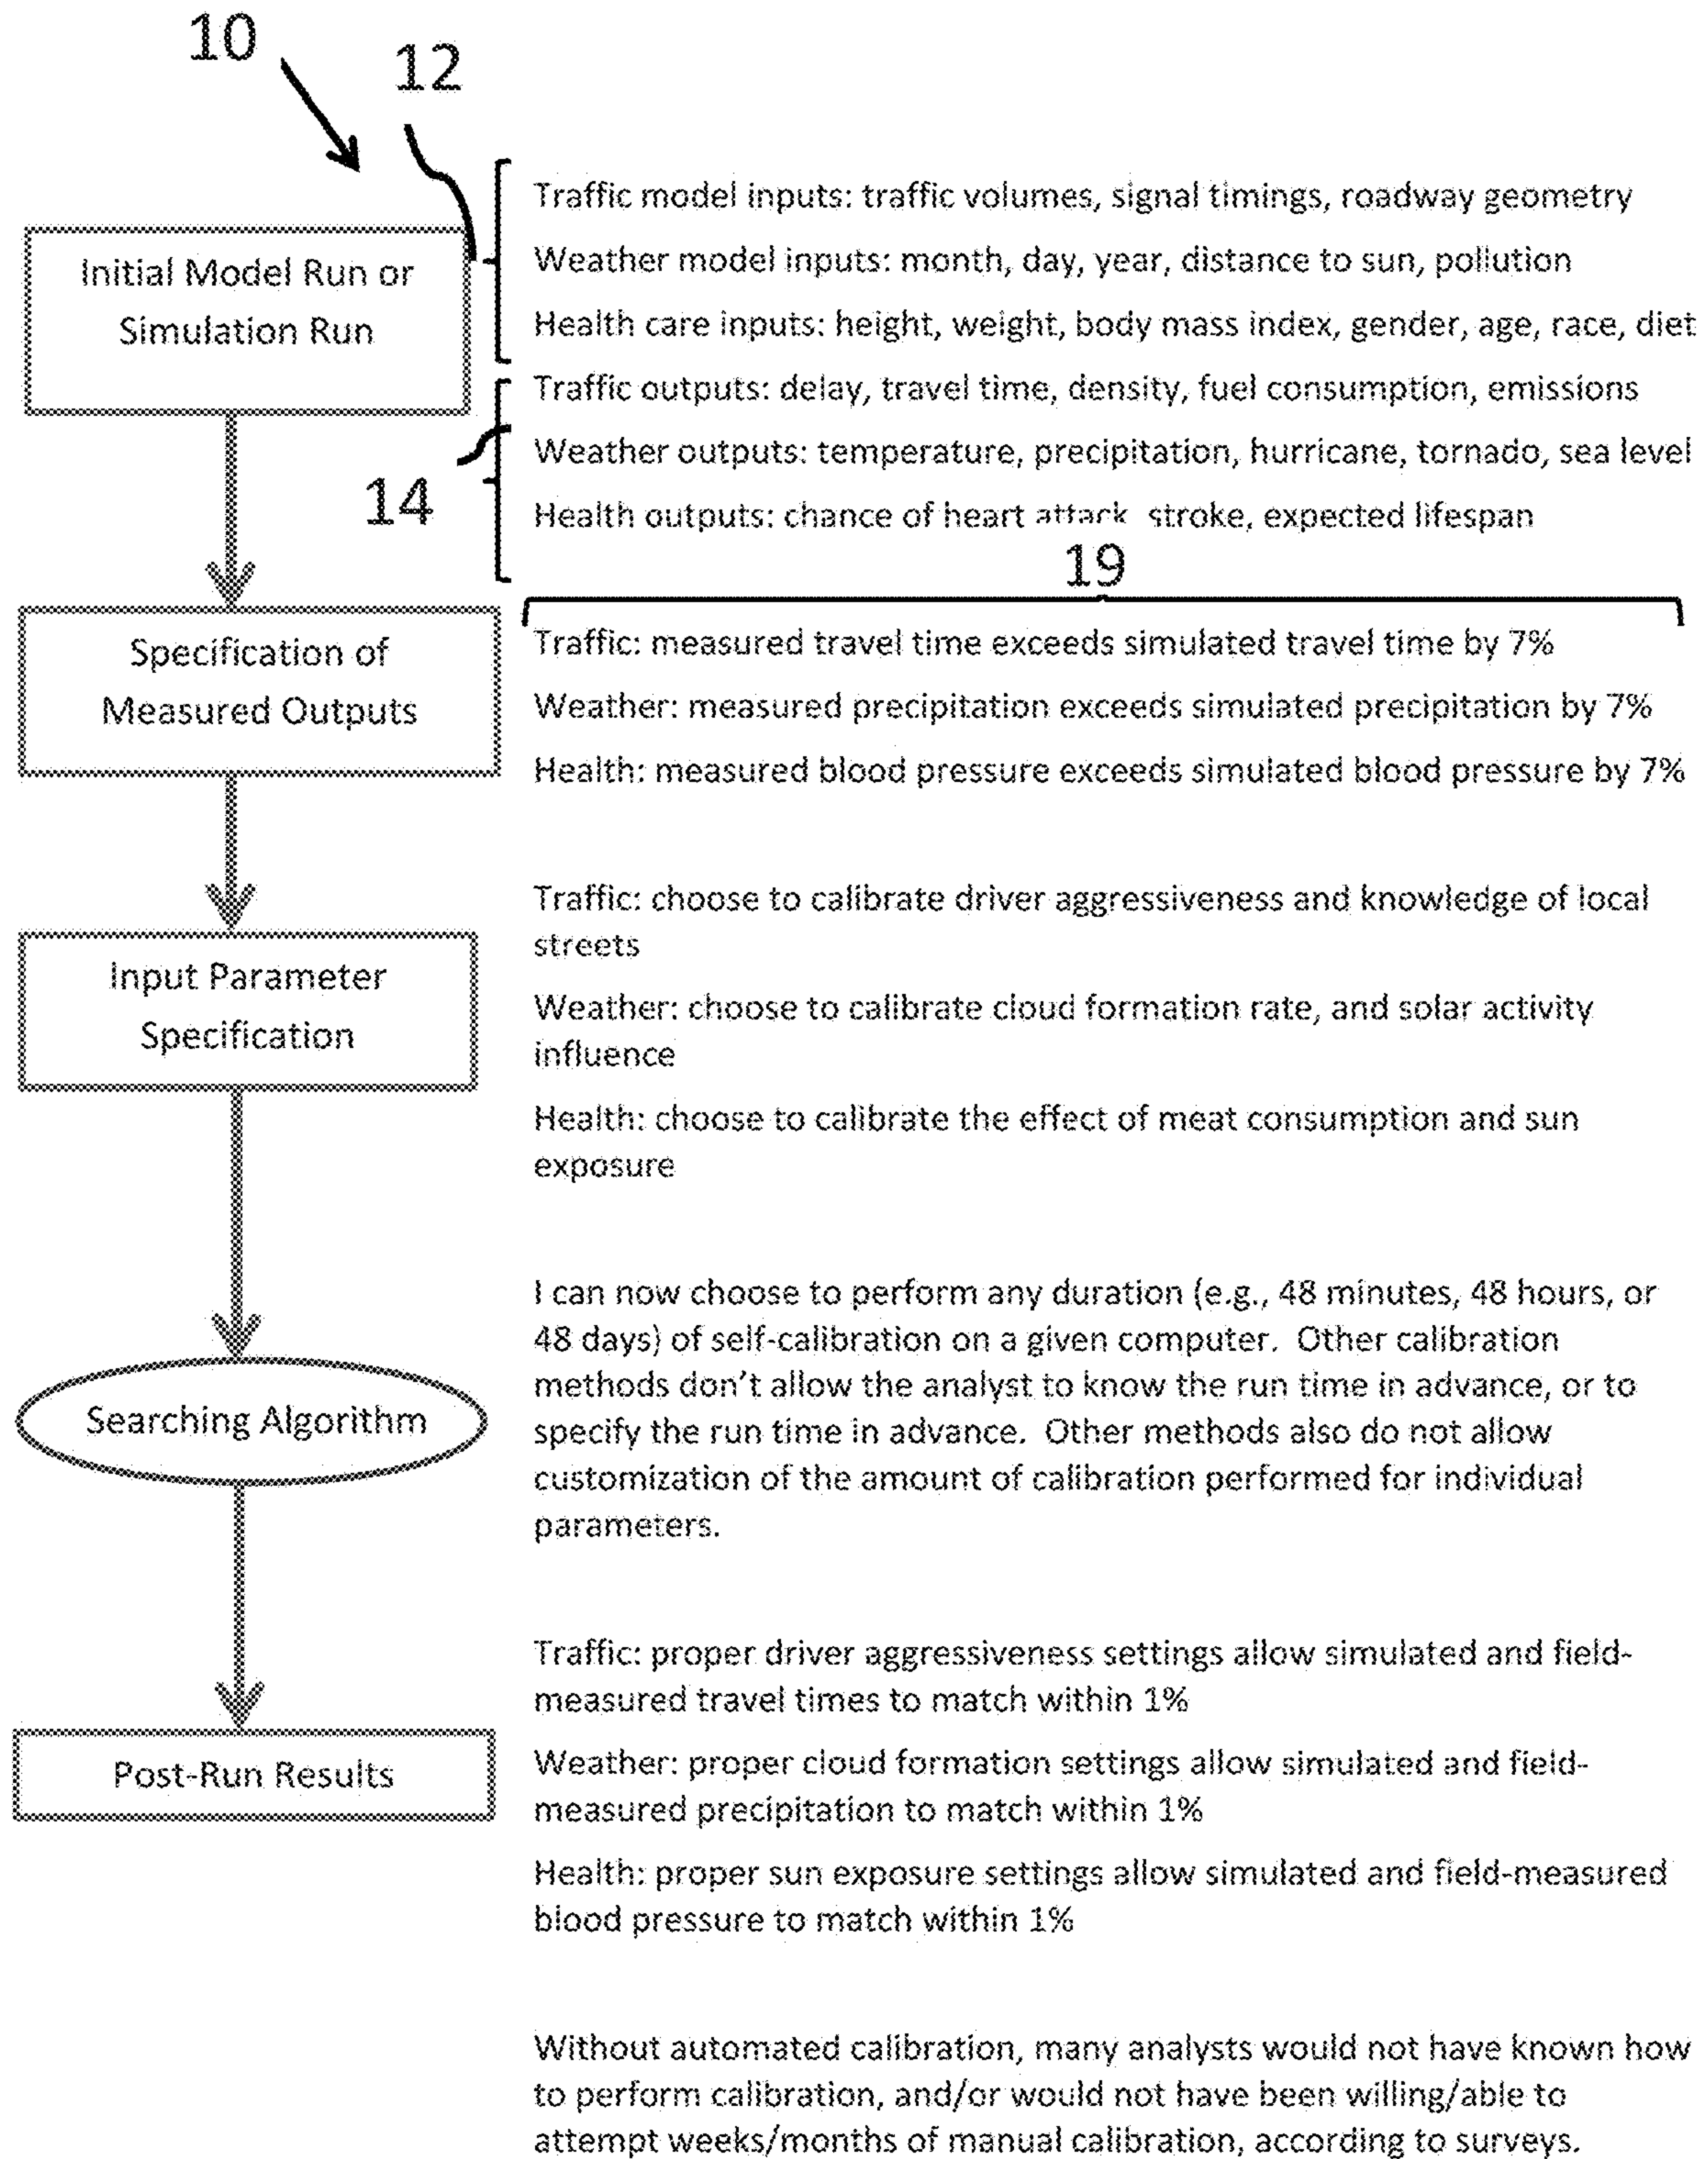 10
12
Initial Model Run or
Simulation Run
Traffic model inputs: traffic volumes, signal timings, roadway geometry
Weather model inputs: month, day, year, distance to sun, pollution
Health care inputs: height, weight, body mass index, gender, age, race, diet
Traffic outputs: delay, travel time, density, fuel consumption, emissions
Weather outputs: temperature, precipitation, hurricane, tornado, sea level
14
Health outputs: chance of heart attack stroke, expected lifespan
19
Specification of
Measured Outputs
Traffic: measured travel time exceeds simulated travel time by 7%
Weather: measured precipitation exceeds simulated precipitation by 7%
Health: measured blood pressure exceeds simulated blood pressure by 7%
Input Parameter
Specification
Traffic: choose to calibrate driver aggressiveness and knowledge of local
streets
Weather: choose to calibrate cloud formation rate, and solar activity
influence
Health: choose to calibrate the effect of meat consumption and sun
exposure
Searching Algorithm
I can now choose to perform any duration (e.g., 48 minutes, 48 hours, or
48 days) of self-calibration on a given computer. Other calibration
methods don't allow the analyst to know the run time in advance, or to
specify the run time in advance. Other methods also do not allow
customization of the amount of calibration performed for individual
parameters.
Post-Run Results
Traffic: proper driver aggressiveness settings allow simulated and field-
measured travel times to match within 1%
Weather: proper cloud formation settings allow simulated and field-
measured precipitation to match within 1%
Health: proper sun exposure settings allow simulated and field-measured
blood pressure to match within 1%
Without automated calibration, many analysts would not have known how
to perform calibration, and/or would not have been willing/able to
attempt weeks/months of manual calibration, according to surveys.